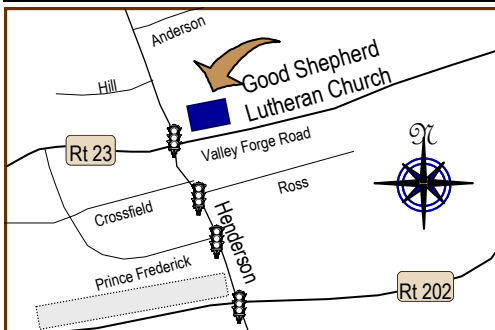 Anderson
Good Shepherd
Lutheran Church
Hill
N
Rt 23
Valley Forge Road
Ross
Crossfield
Henderson
Prince Frederick
Rt 202